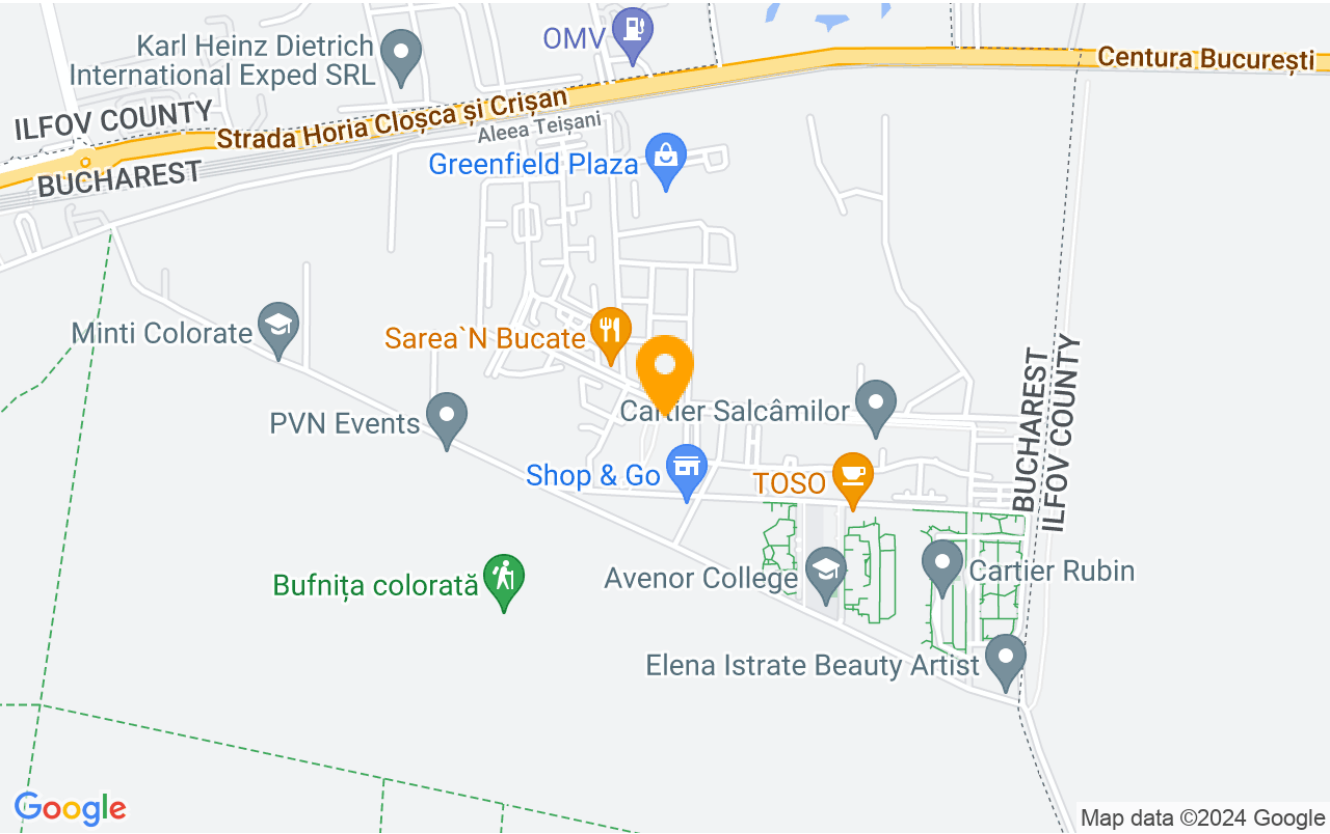 Karl Heinz Dietrich
International Exped SRL
OMV
Centura București
ILFOV COUNTY
Strada Horia Cloșca și Crișan
Aleea Teișani
BUCHAREST
Greenfield Plaza
Minti Colorate
Sarea`N Bucate
Cartier Salcâmilor
PVN Events
BUCHAREST
ILFOV COUNTY
Shop & Go
TOSO
Bufnița colorată
Avenor College
Cartier Rubin
Elena Istrate Beauty Artist
Google
Map data ©2024 Google